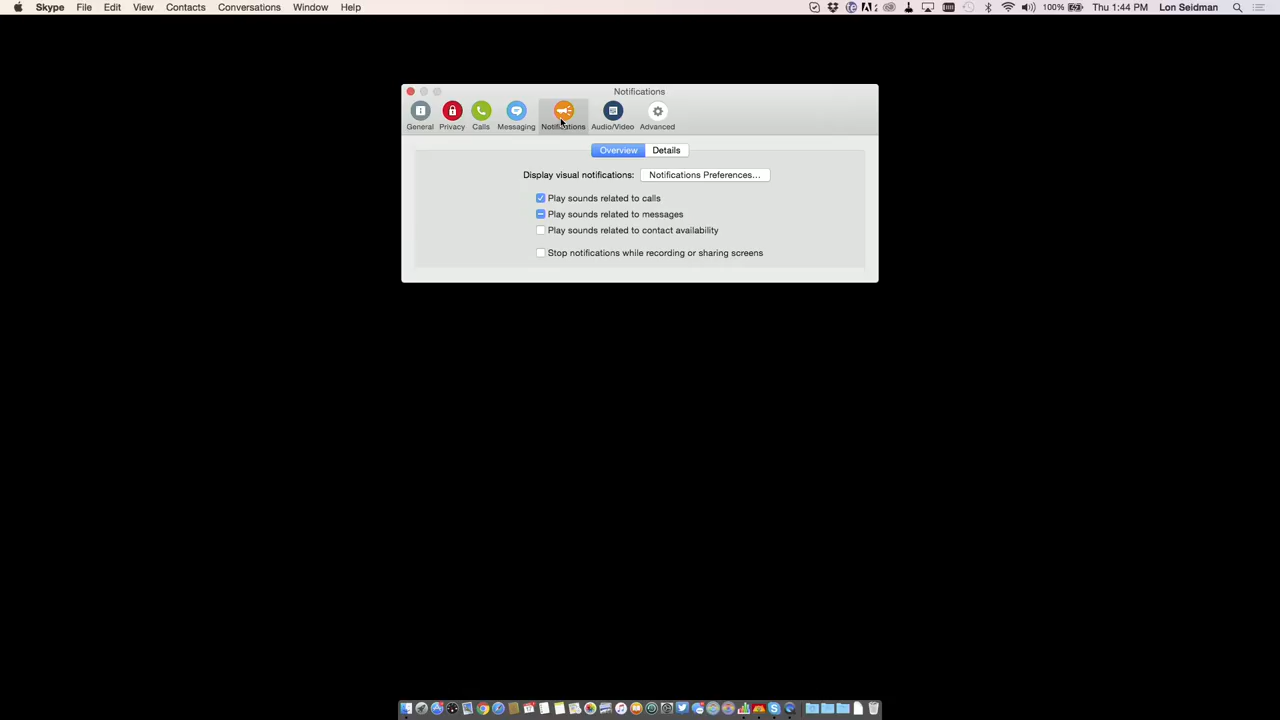 Skype File Edit View Contacts Conversations Window Help 100% Thu 1:44 PM Lon Seidman
Notifications
General Privacy Calls Messaging Notifications Audio/Video Advanced
Overview Details
Display visual notifications: Notifications Preferences...
Play sounds related to calls
Play sounds related to messages
Play sounds related to contact availability
Stop notifications while recording or sharing screens